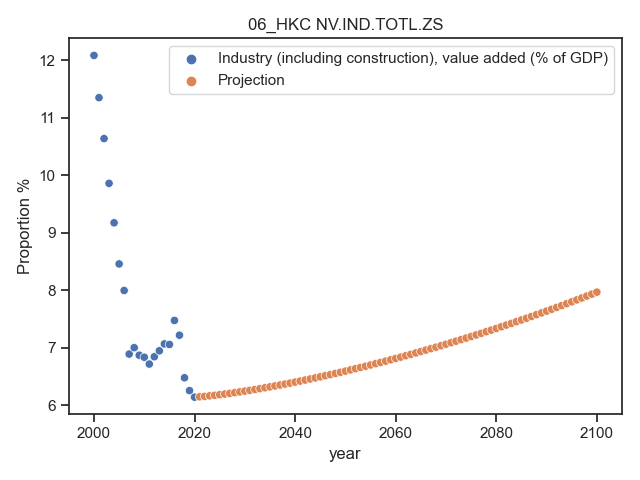 06_HKC NV.IND.TOTL.ZS
Industry (including construction), value added (% of GDP)
Projection
Proportion %
12
11
10
9
8
7
6
2000
2020
2040
2060
2080
2100
year